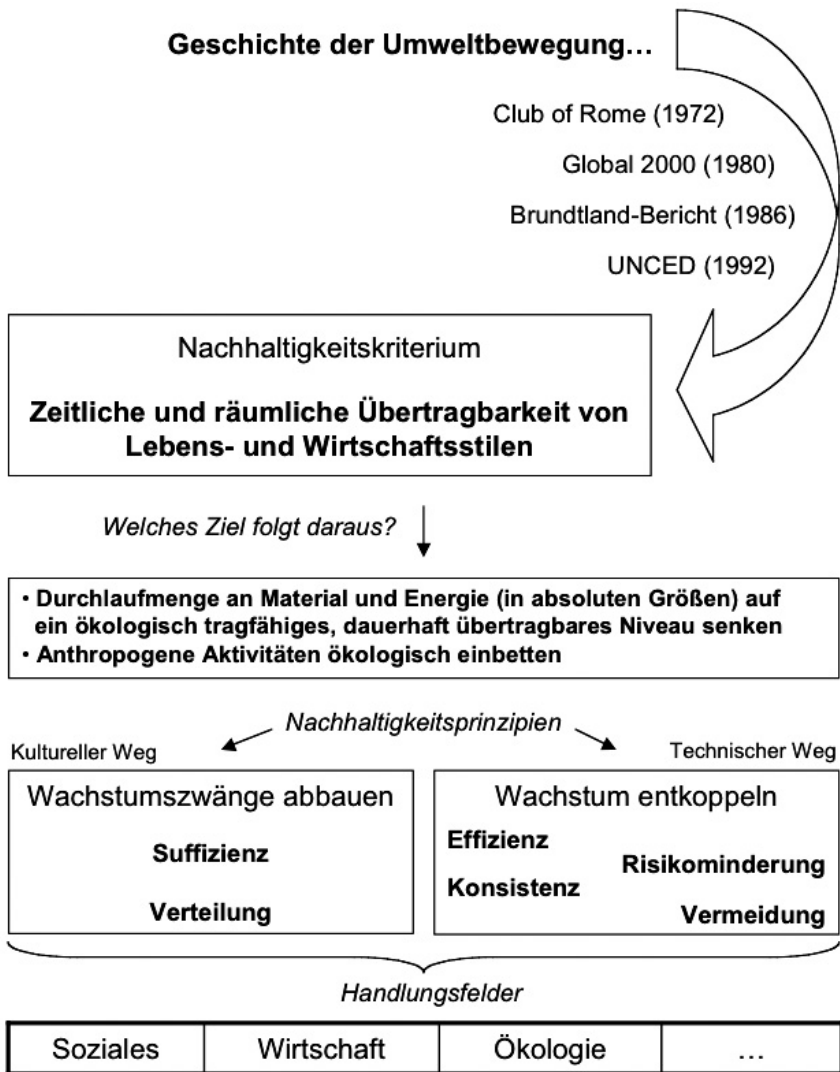 Geschichte der Umweltbewegung…
Club of Rome (1972)
Global 2000 (1980)
Brundtland-Bericht (1986)
UNCED (1992)
Nachhaltigkeitskriterium
Zeitliche und räumliche Übertragbarkeit von
Lebens- und Wirtschaftsstilen
Welches Ziel folgt daraus?
• Durchlaufmenge an Material und Energie (in absoluten Größen) auf
ein ökologisch tragfähiges, dauerhaft übertragbares Niveau senken
• Anthropogene Aktivitäten ökologisch einbetten
Nachhaltigkeitsprinzipien
Kultureller Weg
Technischer Weg
Wachstumszwänge abbauen
Suffizienz
Verteilung
Wachstum entkoppeln
Effizienz
Risikominderung
Konsistenz
Vermeidung
Handlungsfelder
Soziales
Wirtschaft
Ökologie
…